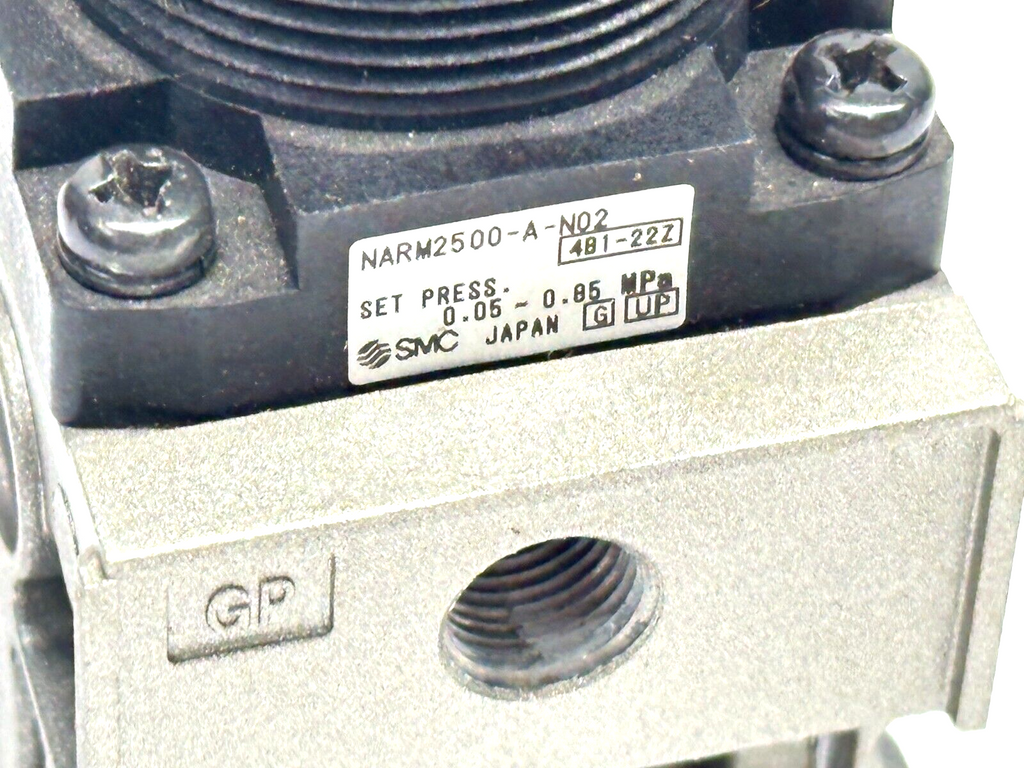 NARM2500-A-N02
4B1-22Z
SET PRESS.
0.05~0.85 MPa
SMC JAPAN G UP
GP